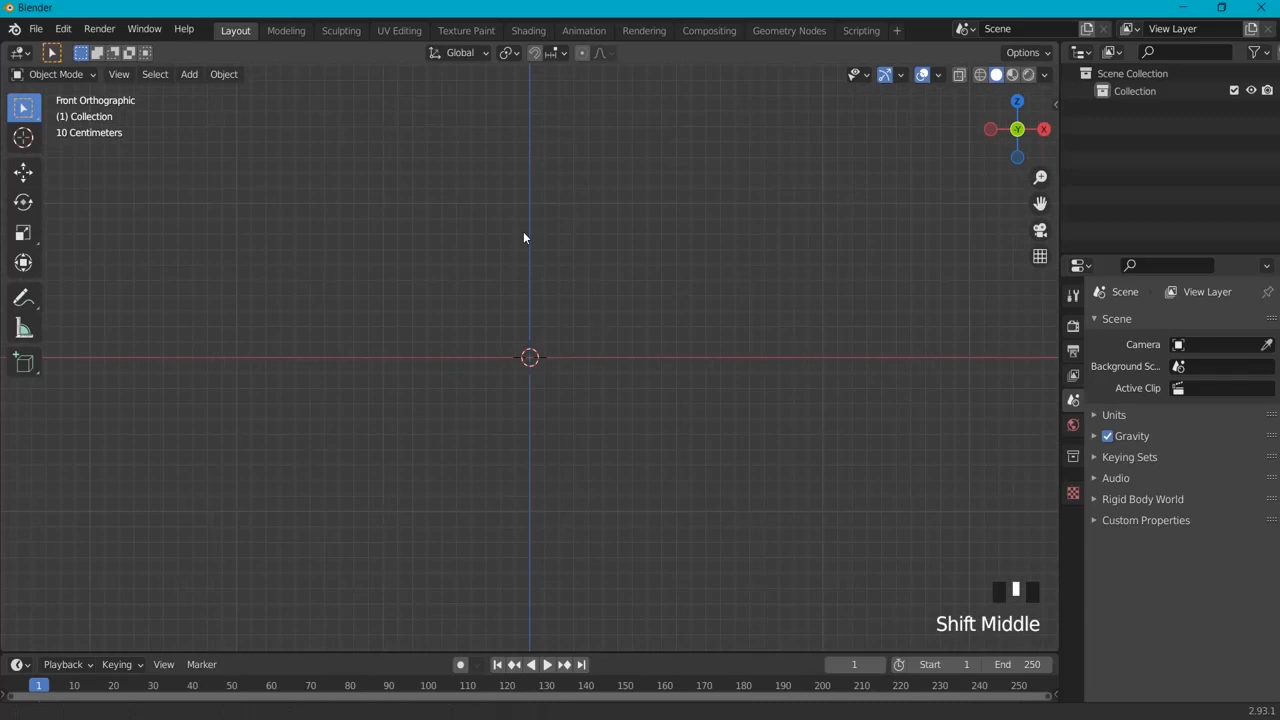 Blender
File Edit Render Window Help
Layout Modeling Sculpting UV Editing Texture Paint Shading Animation Rendering Compositing Geometry Nodes Scripting +
Scene
View Layer
Global
Options
Object Mode View Select Add Object
Front Orthographic
(1) Collection
10 Centimeters
Z
-Y
X
Scene Collection
Collection
Scene View Layer
Scene
Camera
Background Sc...
Active Clip
Units
Gravity
Keying Sets
Audio
Rigid Body World
Custom Properties
Shift Middle
Playback Keying View Marker
1 Start 1 End 250
1 10 20 30 40 50 60 70 80 90 100 110 120 130 140 150 160 170 180 190 200 210 220 230 240 250
2.93.1